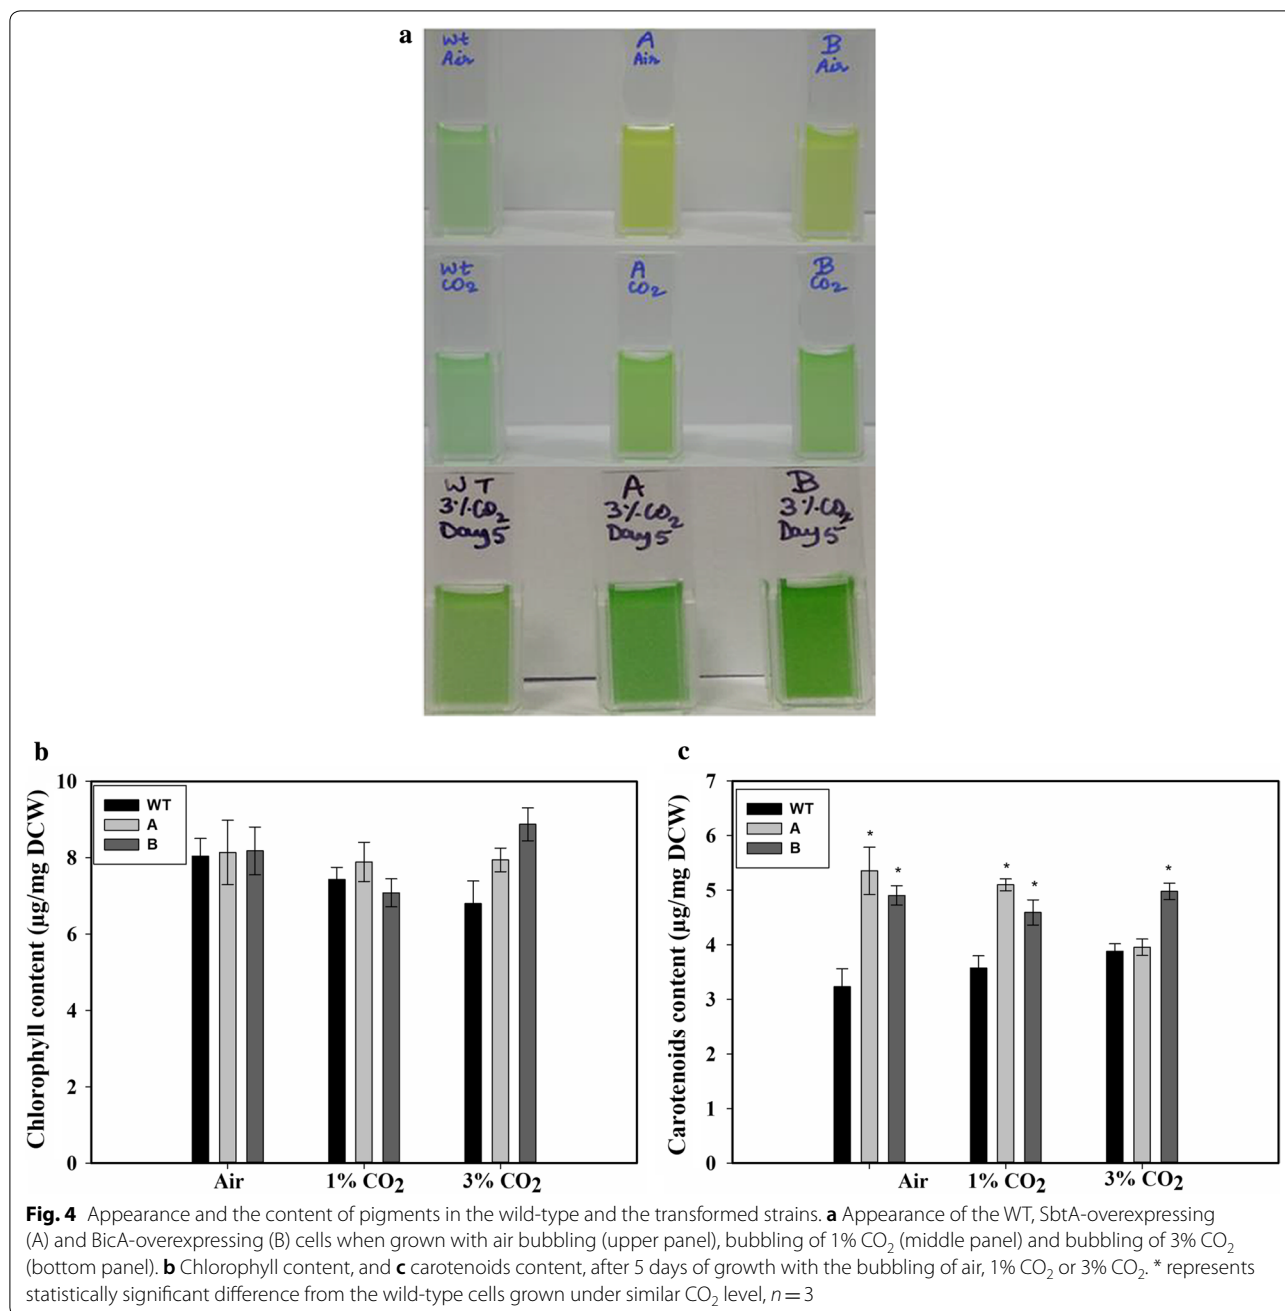 a
Wt A B
Air Air Air
Wt A B
CO2 CO2 CO2
WT A B
3% CO2 3% CO2 3% CO2
Day 5 Day 5 Day 5
b
Chlorophyll content (µg/mg DCW)
10
8
6
4
2
0
WT
A
B
Air 1% CO2 3% CO2
c
Carotenoids content (µg/mg DCW)
7
6
5
4
3
2
1
0
WT
A
B
* * * * *
Air 1% CO2 3% CO2
Fig. 4 Appearance and the content of pigments in the wild-type and the transformed strains. a Appearance of the WT, SbtA-overexpressing
(A) and BicA-overexpressing (B) cells when grown with air bubbling (upper panel), bubbling of 1% CO2 (middle panel) and bubbling of 3% CO2
(bottom panel). b Chlorophyll content, and c carotenoids content, after 5 days of growth with the bubbling of air, 1% CO2 or 3% CO2. * represents
statistically significant difference from the wild-type cells grown under similar CO2 level, n = 3